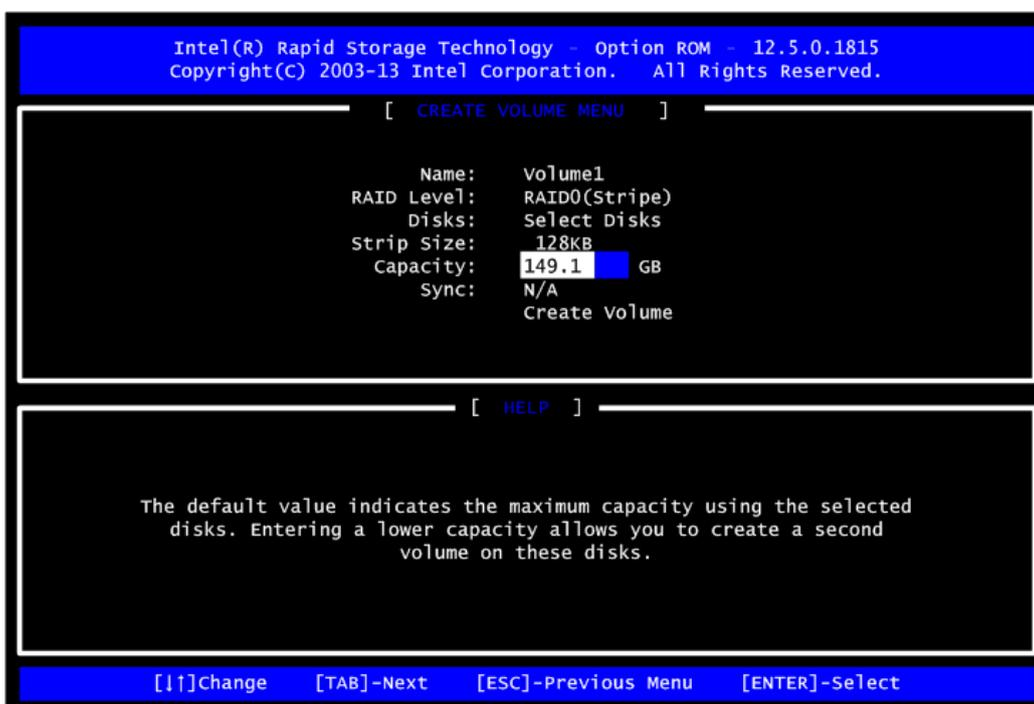 Intel(R) Rapid Storage Technology - Option ROM - 12.5.0.1815
Copyright(C) 2003-13 Intel Corporation. All Rights Reserved.
[ CREATE VOLUME MENU ]
Name: Volume1
RAID Level: RAID0(Stripe)
Disks: Select Disks
Strip Size: 128KB
Capacity: 149.1 GB
Sync: N/A
Create Volume
[ HELP ]
The default value indicates the maximum capacity using the selected
disks. Entering a lower capacity allows you to create a second
volume on these disks.
[↓↑]Change [TAB]-Next [ESC]-Previous Menu [ENTER]-Select